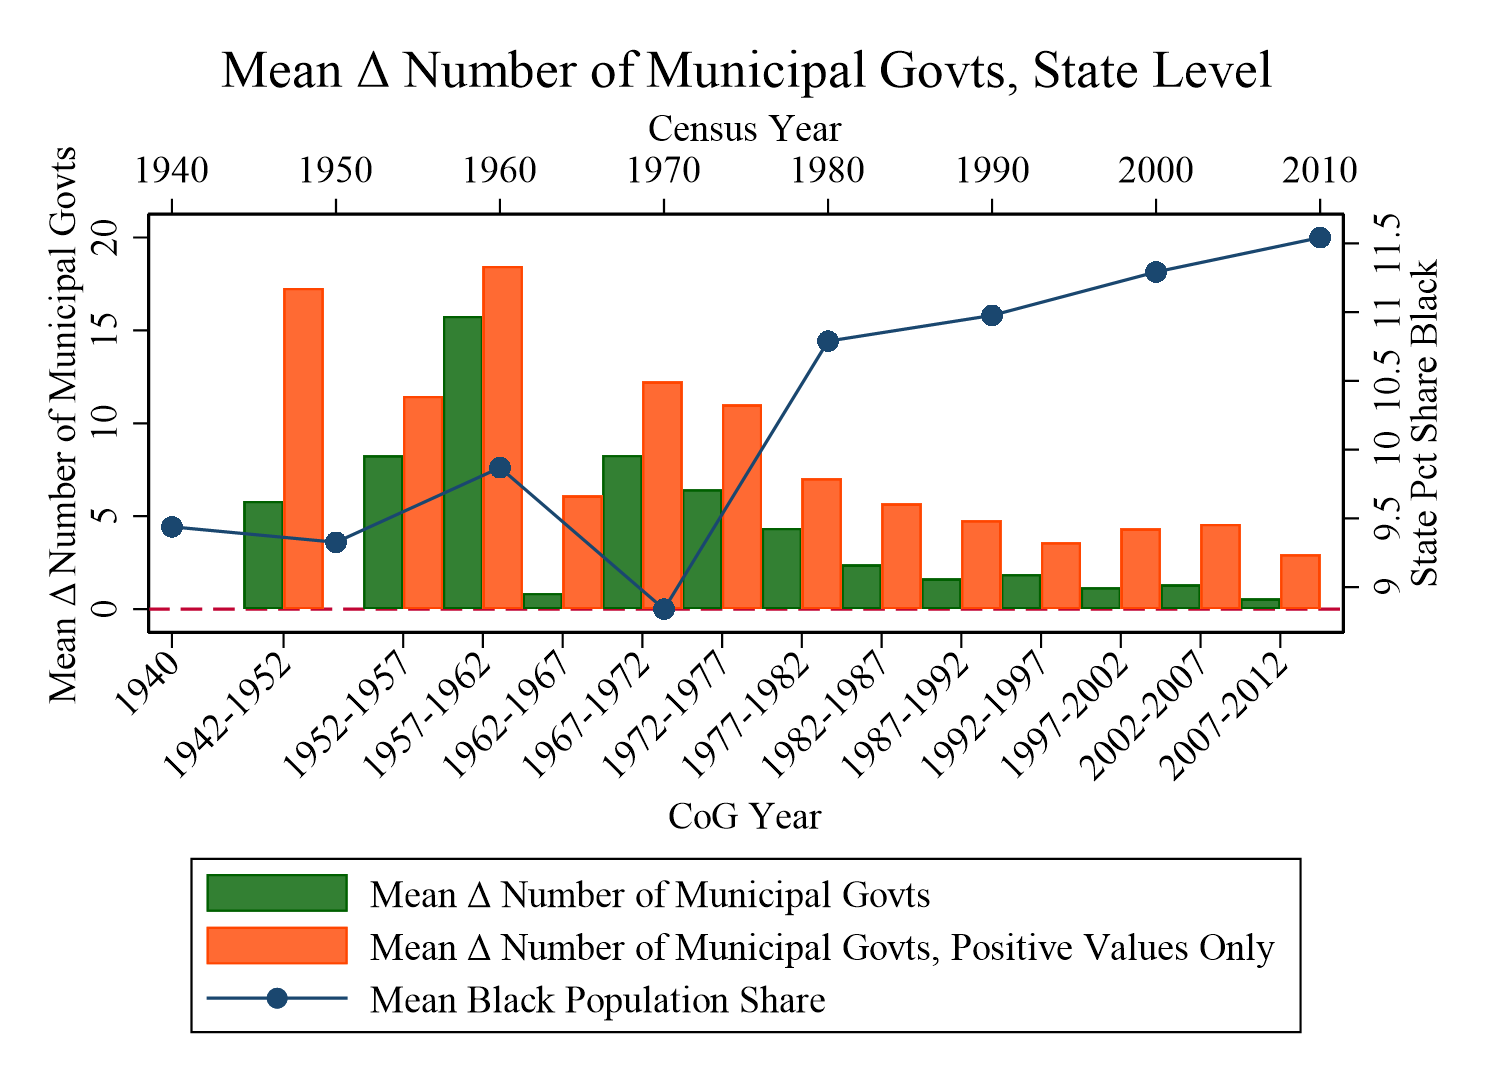 Mean Δ Number of Municipal Govts, State Level
Census Year
1940 1950 1960 1970 1980 1990 2000 2010
Mean Δ Number of Municipal Govts
20
15
10
5
0
11.5
11
10.5
10
9.5
9
State Pct Share Black
1940 1942-1952 1952-1957 1957-1962 1962-1967 1967-1972 1972-1977 1977-1982 1982-1987 1987-1992 1992-1997 1997-2002 2002-2007 2007-2012
CoG Year
Mean Δ Number of Municipal Govts
Mean Δ Number of Municipal Govts, Positive Values Only
Mean Black Population Share